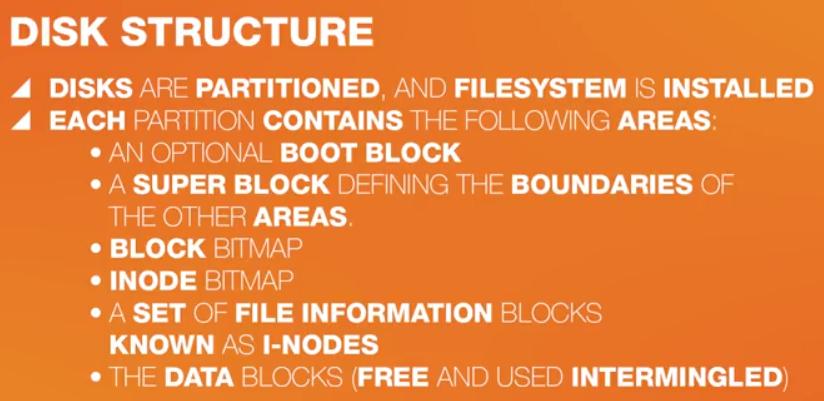 DISK STRUCTURE
DISKS ARE PARTITIONED, AND FILESYSTEM IS INSTALLED
EACH PARTITION CONTAINS THE FOLLOWING AREAS:
• AN OPTIONAL BOOT BLOCK
• A SUPER BLOCK DEFINING THE BOUNDARIES OF
THE OTHER AREAS.
• BLOCK BITMAP
• INODE BITMAP
• A SET OF FILE INFORMATION BLOCKS
KNOWN AS I-NODES
• THE DATA BLOCKS (FREE AND USED INTERMINGLED)